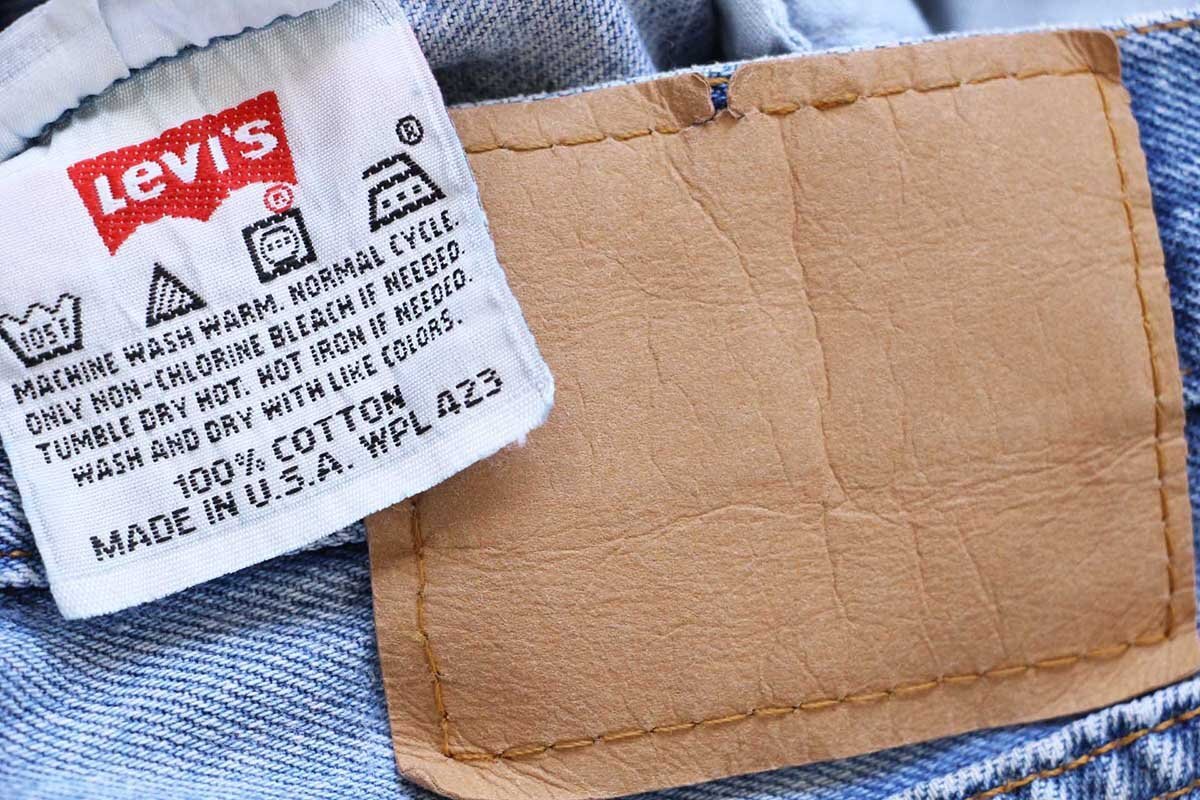 LEVI'S
®
®
105°
MACHINE WASH WARM. NORMAL CYCLE.
ONLY NON-CHLORINE BLEACH IF NEEDED.
TUMBLE DRY HOT. HOT IRON IF NEEDED.
WASH AND DRY WITH LIKE COLORS.
100% COTTON
MADE IN U.S.A. WPL 423